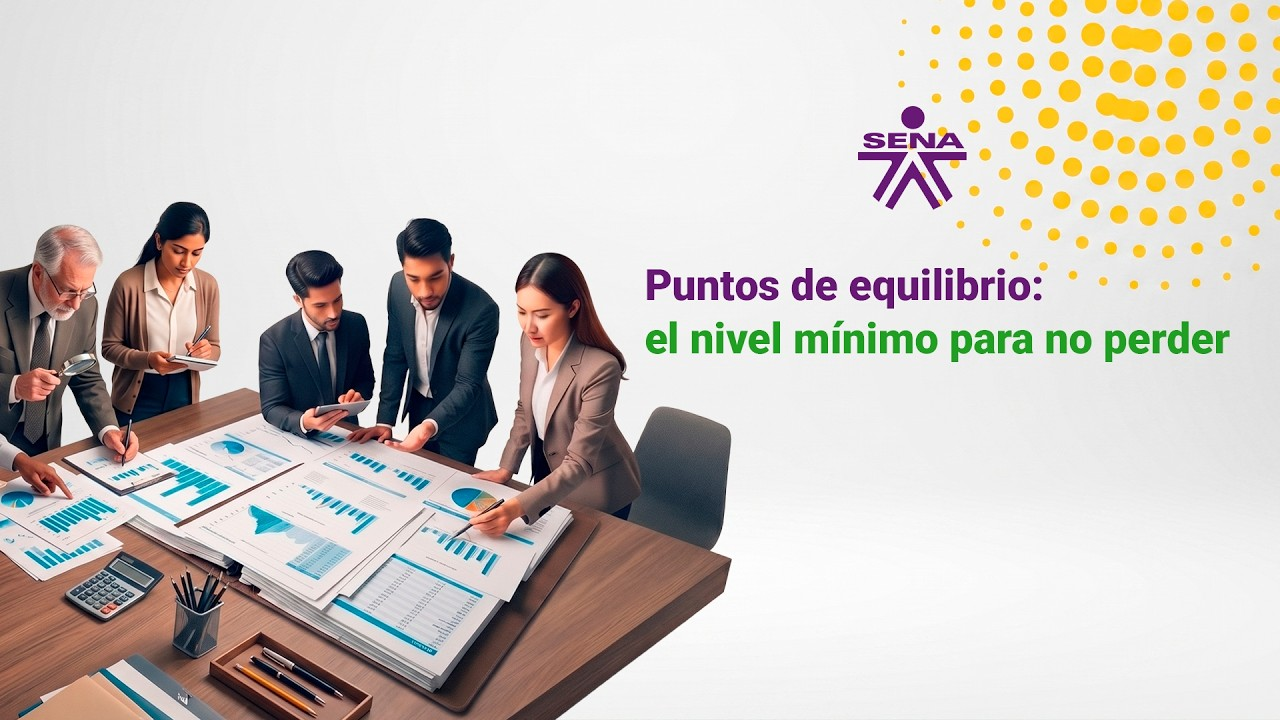 SENA
Puntos de equilibrio:
el nivel mínimo para no perder